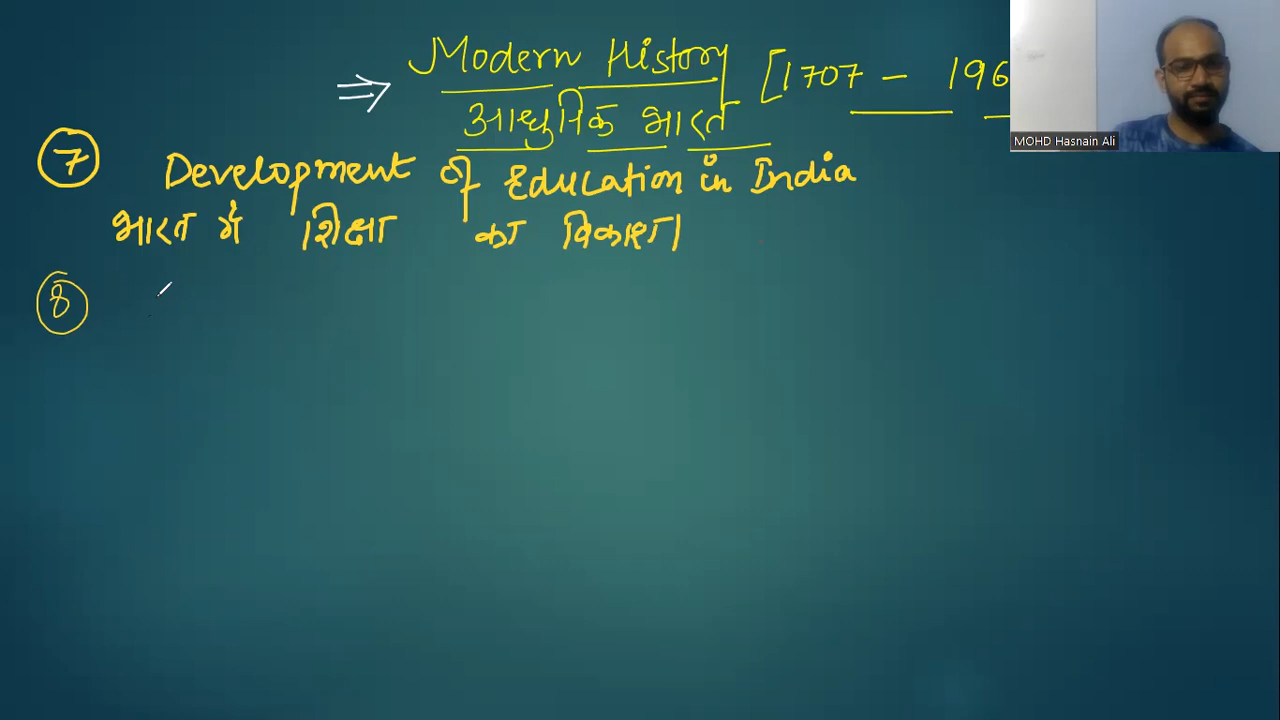 ⇒ Modern History [1707 - 196
आधुनिक भारत
MOHD Hasnain Ali
7 Development of Education in India
भारत में शिक्षा का विकास।
8